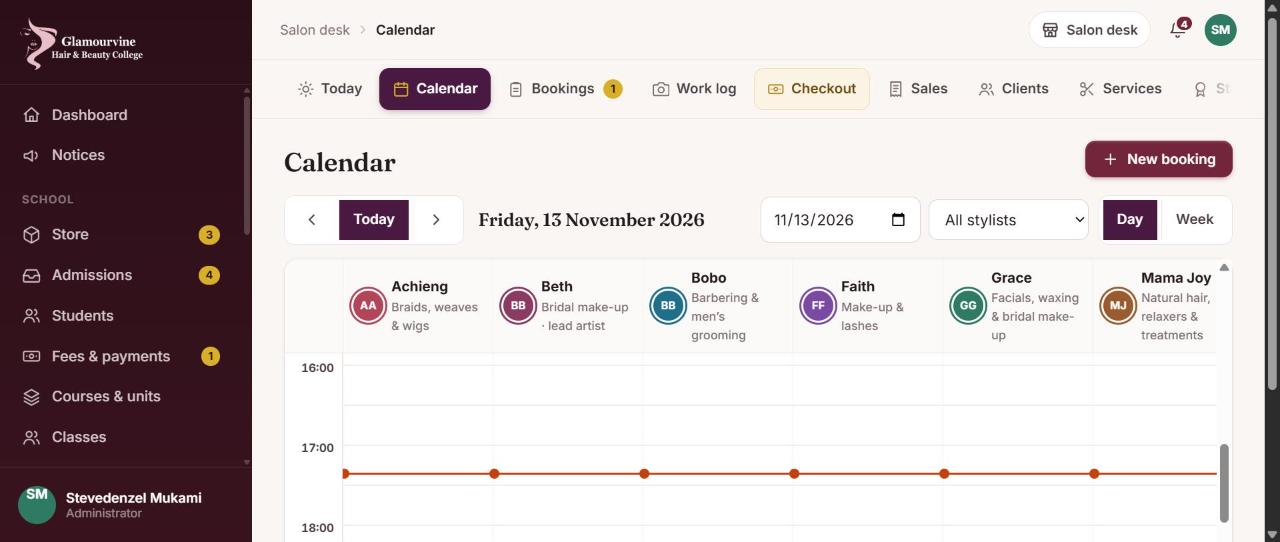 Glamourvine
Hair & Beauty College
Dashboard
Notices
SCHOOL
Store 3
Admissions 4
Students
Fees & payments 1
Courses & units
Classes
SM
Stevedenzel Mukami
Administrator
Salon desk > Calendar
Salon desk
4
SM
Today
Calendar
Bookings 1
Work log
Checkout
Sales
Clients
Services
Calendar
+ New booking
Today
Friday, 13 November 2026
11/13/2026
All stylists
Day
Week
AA
Achieng
Braids, weaves
& wigs
BB
Beth
Bridal make-up
· lead artist
BB
Bobo
Barbering &
men's
grooming
FF
Faith
Make-up &
lashes
GG
Grace
Facials, waxing
& bridal make-
up
MJ
Mama Joy
Natural hair,
relaxers &
treatments
16:00
17:00
18:00